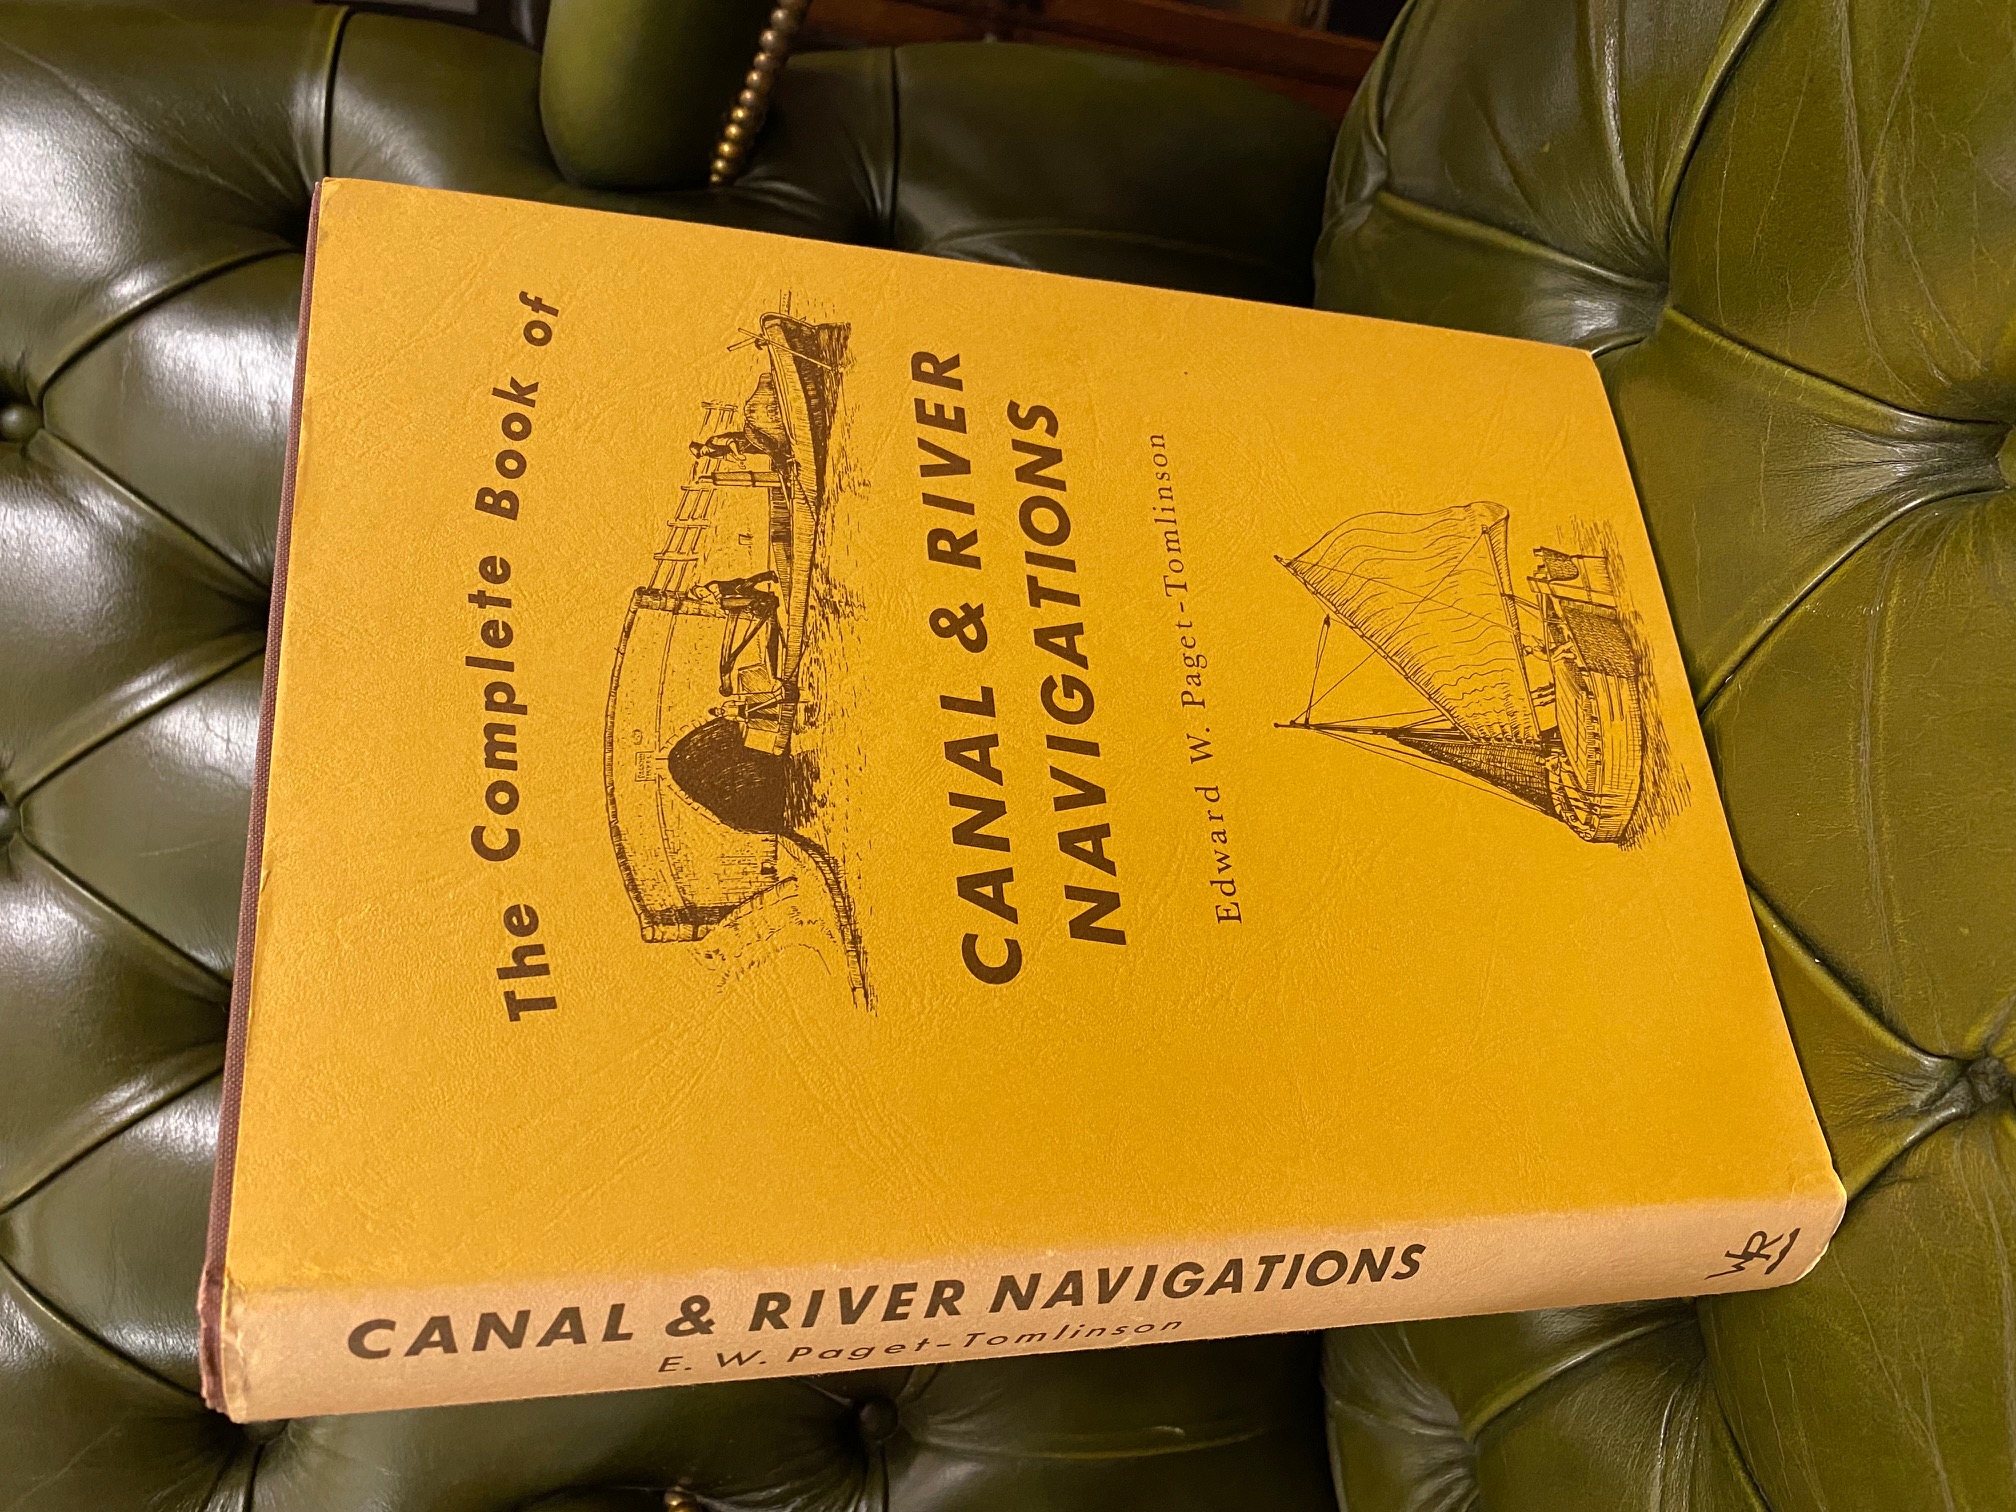 The Complete Book of
CANAL & RIVER
NAVIGATIONS
Edward W. Paget-Tomlinson
CANAL & RIVER NAVIGATIONS
E. W. Paget-Tomlinson